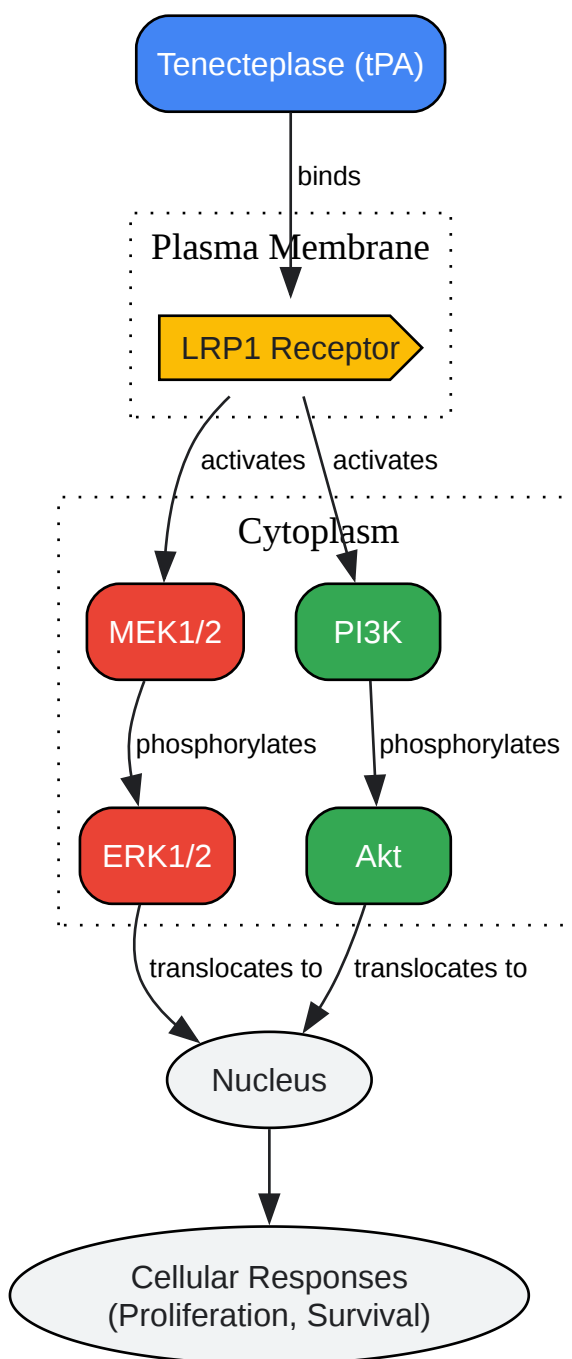 Tenecteplase (tPA)
binds
Plasma Membrane
LRP1 Receptor
activates
activates
Cytoplasm
MEK1/2
PI3K
phosphorylates
phosphorylates
ERK1/2
Akt
translocates to
translocates to
Nucleus
Cellular Responses
(Proliferation, Survival)